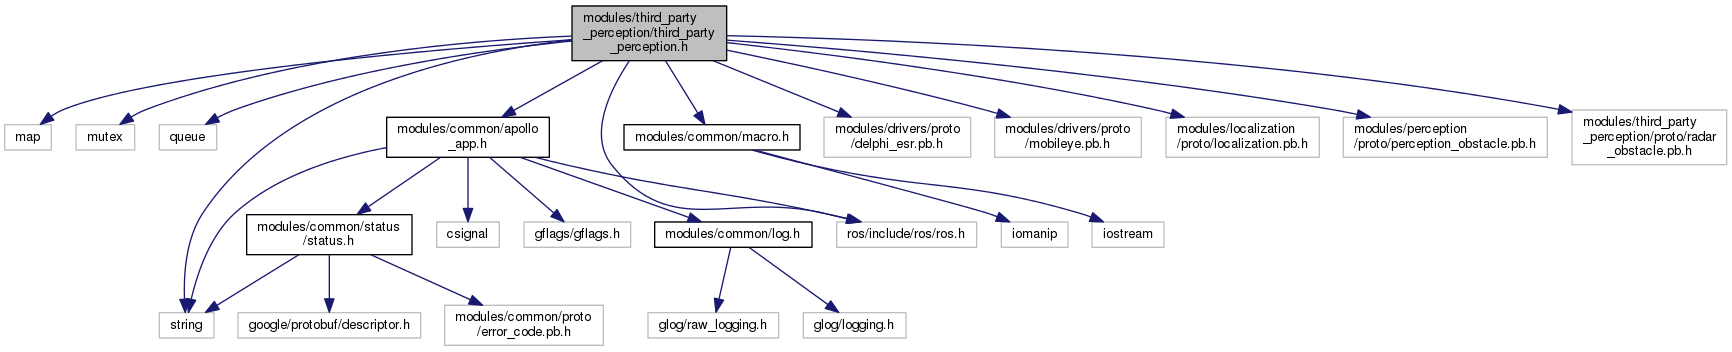 modules/third_party
_perception/third_party
_perception.h
map
mutex
queue
modules/common/apollo
_app.h
modules/common/macro.h
modules/drivers/proto
/delphi_esr.pb.h
modules/drivers/proto
/mobileye.pb.h
modules/localization
/proto/localization.pb.h
modules/perception
/proto/perception_obstacle.pb.h
modules/third_party
_perception/proto/radar
_obstacle.pb.h
modules/common/status
/status.h
csignal
gflags/gflags.h
modules/common/log.h
ros/include/ros/ros.h
iomanip
iostream
string
google/protobuf/descriptor.h
modules/common/proto
/error_code.pb.h
glog/raw_logging.h
glog/logging.h